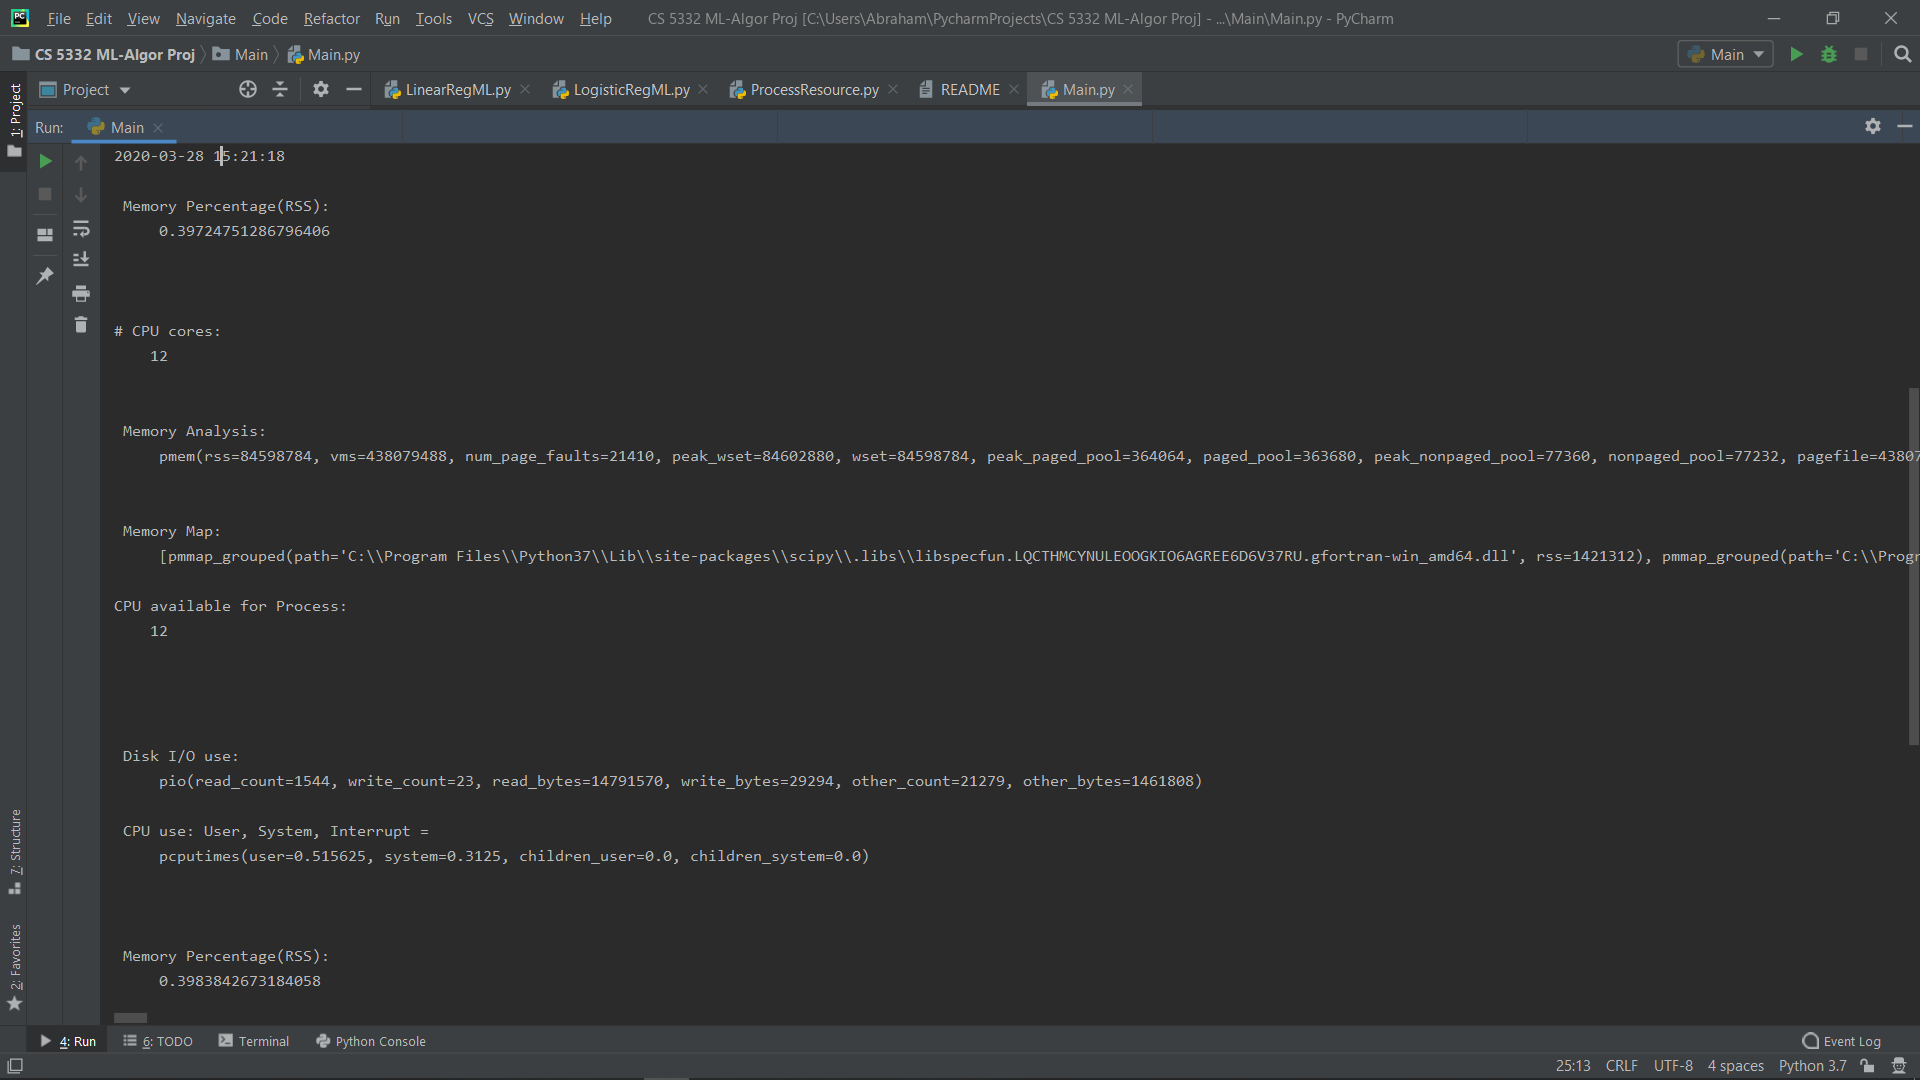 File Edit View Navigate Code Refactor Run Tools VCS Window Help CS 5332 ML-Algor Proj [C:\Users\Abraham\PycharmProjects\CS 5332 ML-Algor Proj] - ...\Main\Main.py - PyCharm
CS 5332 ML-Algor Proj Main Main.py Main
Project LinearRegML.py LogisticRegML.py ProcessResource.py README Main.py
1: Project
Run: Main
2020-03-28 15:21:18
Memory Percentage(RSS):
0.39724751286796406
# CPU cores:
12
Memory Analysis:
pmem(rss=84598784, vms=438079488, num_page_faults=21410, peak_wset=84602880, wset=84598784, peak_paged_pool=364064, paged_pool=363680, peak_nonpaged_pool=77360, nonpaged_pool=77232, pagefile=43807
Memory Map:
[pmmap_grouped(path='C:\\Program Files\\Python37\\Lib\\site-packages\\scipy\\.libs\\libspecfun.LQCTHMCYNULEOOGKIO6AGREE6D6V37RU.gfortran-win_amd64.dll', rss=1421312), pmmap_grouped(path='C:\\Progr
CPU available for Process:
12
Disk I/O use:
pio(read_count=1544, write_count=23, read_bytes=14791570, write_bytes=29294, other_count=21279, other_bytes=1461808)
CPU use: User, System, Interrupt =
pcputimes(user=0.515625, system=0.3125, children_user=0.0, children_system=0.0)
Memory Percentage(RSS):
0.3983842673184058
7: Structure
2: Favorites
4: Run 6: TODO Terminal Python Console Event Log
25:13 CRLF UTF-8 4 spaces Python 3.7